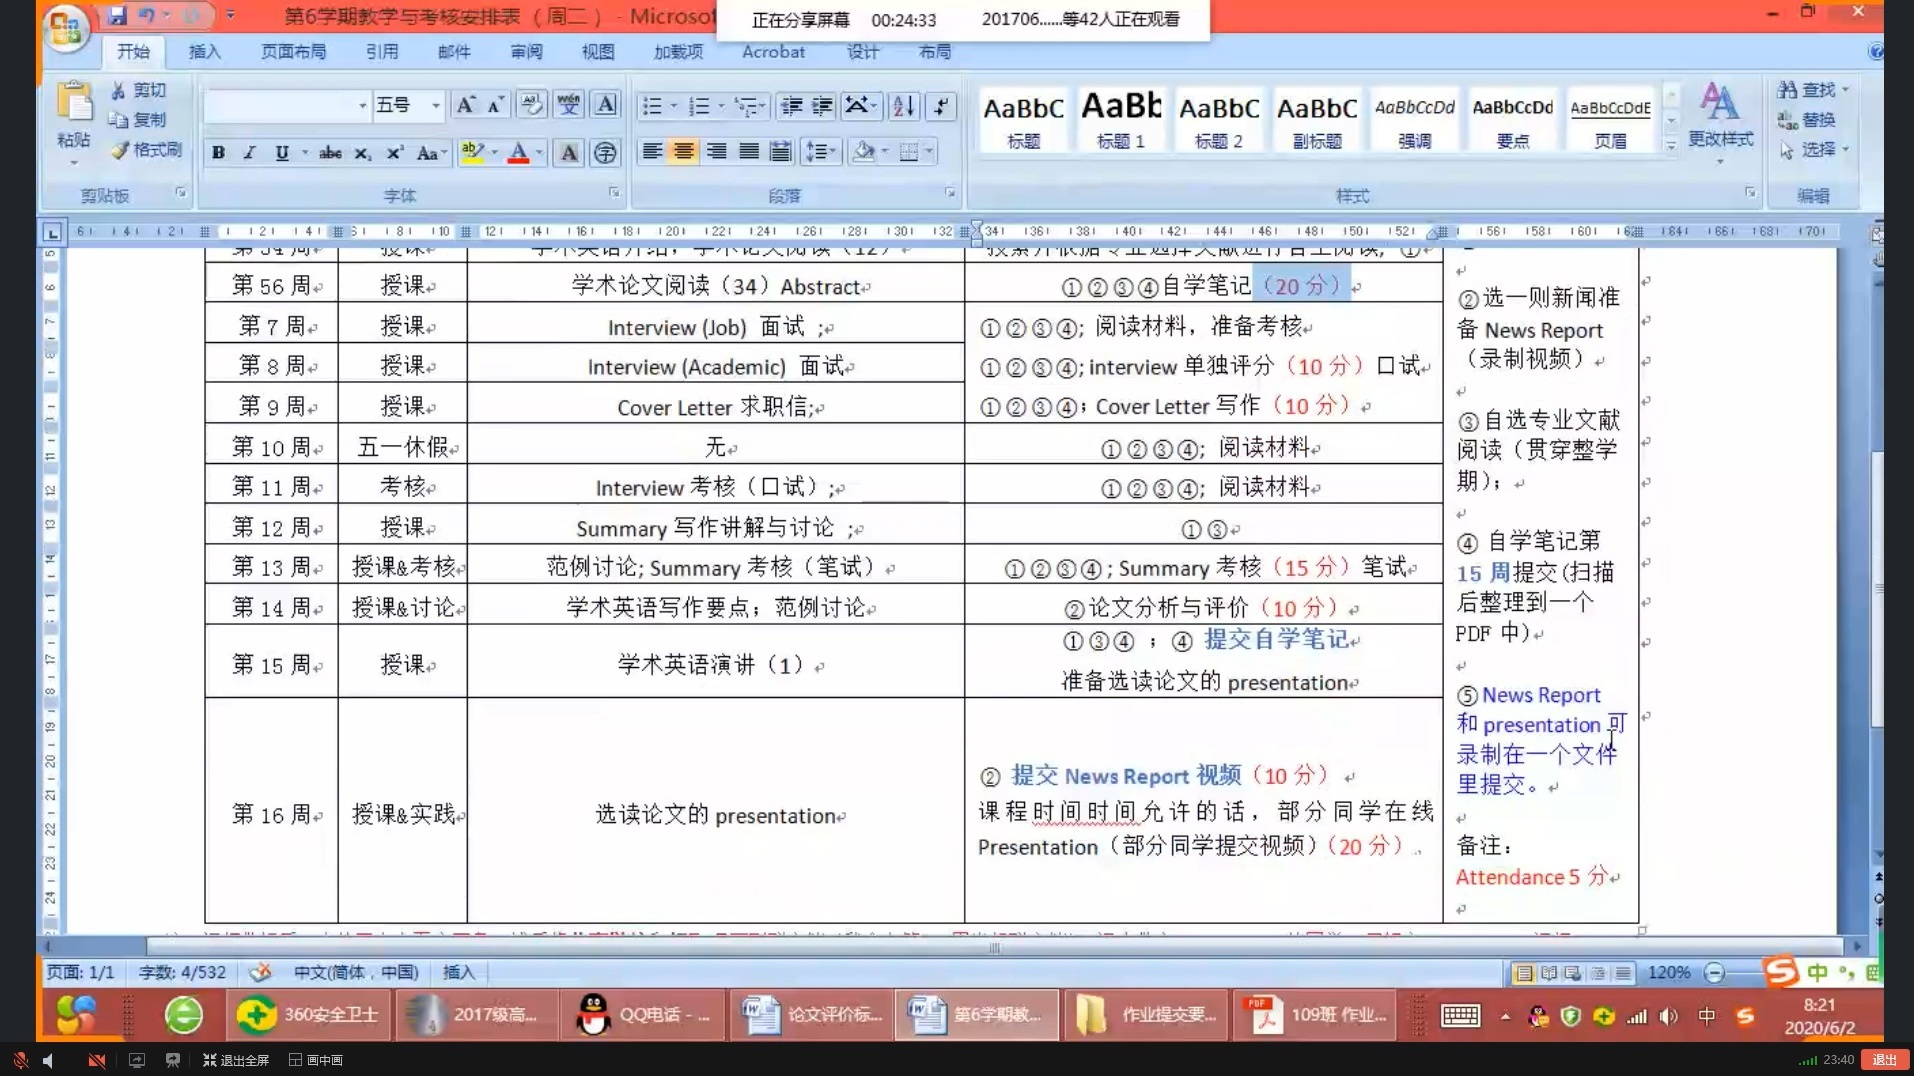 第6学期教学与考核安排表 （周二） - Microsoft
正在分享屏幕 00:24:33 201706......等42人正在观看
开始 插入 页面布局 引用 邮件 审阅 视图 加载项 Acrobat 设计 布局
粘贴 剪切 复制 格式刷
剪贴板
五号
字体
段落
AaBbC AaBb AaBbC AaBbC AaBbCcDd AaBbCcDd AaBbCcDdE
标题 标题 1 标题 2 副标题 强调 要点 页眉
更改样式
样式
查找 替换 选择
编辑
学术英语介绍，学术论文阅读（12）
第 56 周 授课 学术论文阅读（34）Abstract ①②③④自学笔记（20 分）
第 7 周 授课 Interview (Job) 面试 ; ①②③④; 阅读材料，准备考核
第 8 周 授课 Interview (Academic) 面试 ①②③④; interview 单独评分（10 分）口试
第 9 周 授课 Cover Letter 求职信; ①②③④；Cover Letter 写作（10 分）
第 10 周 五一休假 无 ①②③④; 阅读材料
第 11 周 考核 Interview 考核（口试）; ①②③④; 阅读材料
第 12 周 授课 Summary 写作讲解与讨论 ; ①③
第 13 周 授课&考核 范例讨论; Summary 考核（笔试） ①②③④; Summary 考核（15 分）笔试
第 14 周 授课&讨论 学术英语写作要点；范例讨论 ②论文分析与评价（10 分）
第 15 周 授课 学术英语演讲（1） ①③④ ；④ 提交自学笔记
准备选读论文的 presentation
第 16 周 授课&实践 选读论文的 presentation
② 提交 News Report 视频（10 分）
课程时间时间允许的话，部分同学在线
Presentation（部分同学提交视频）（20 分）
②选一则新闻准
备 News Report
（录制视频）
③自选专业文献
阅读（贯穿整学
期）；
④ 自学笔记第
15 周提交(扫描
后整理到一个
PDF 中)
⑤News Report
和 presentation 可
录制在一个文件
里提交。
备注：
Attendance 5 分
页面: 1/1 字数: 4/532 中文(简体，中国) 插入 120% 中
360安全卫士 2017级高... QQ电话 - ... 论文评价标... 第6学期教... 作业提交要... 109班 作业... 中 8:21
2020/6/2
退出全屏 画中画 23:40 退出